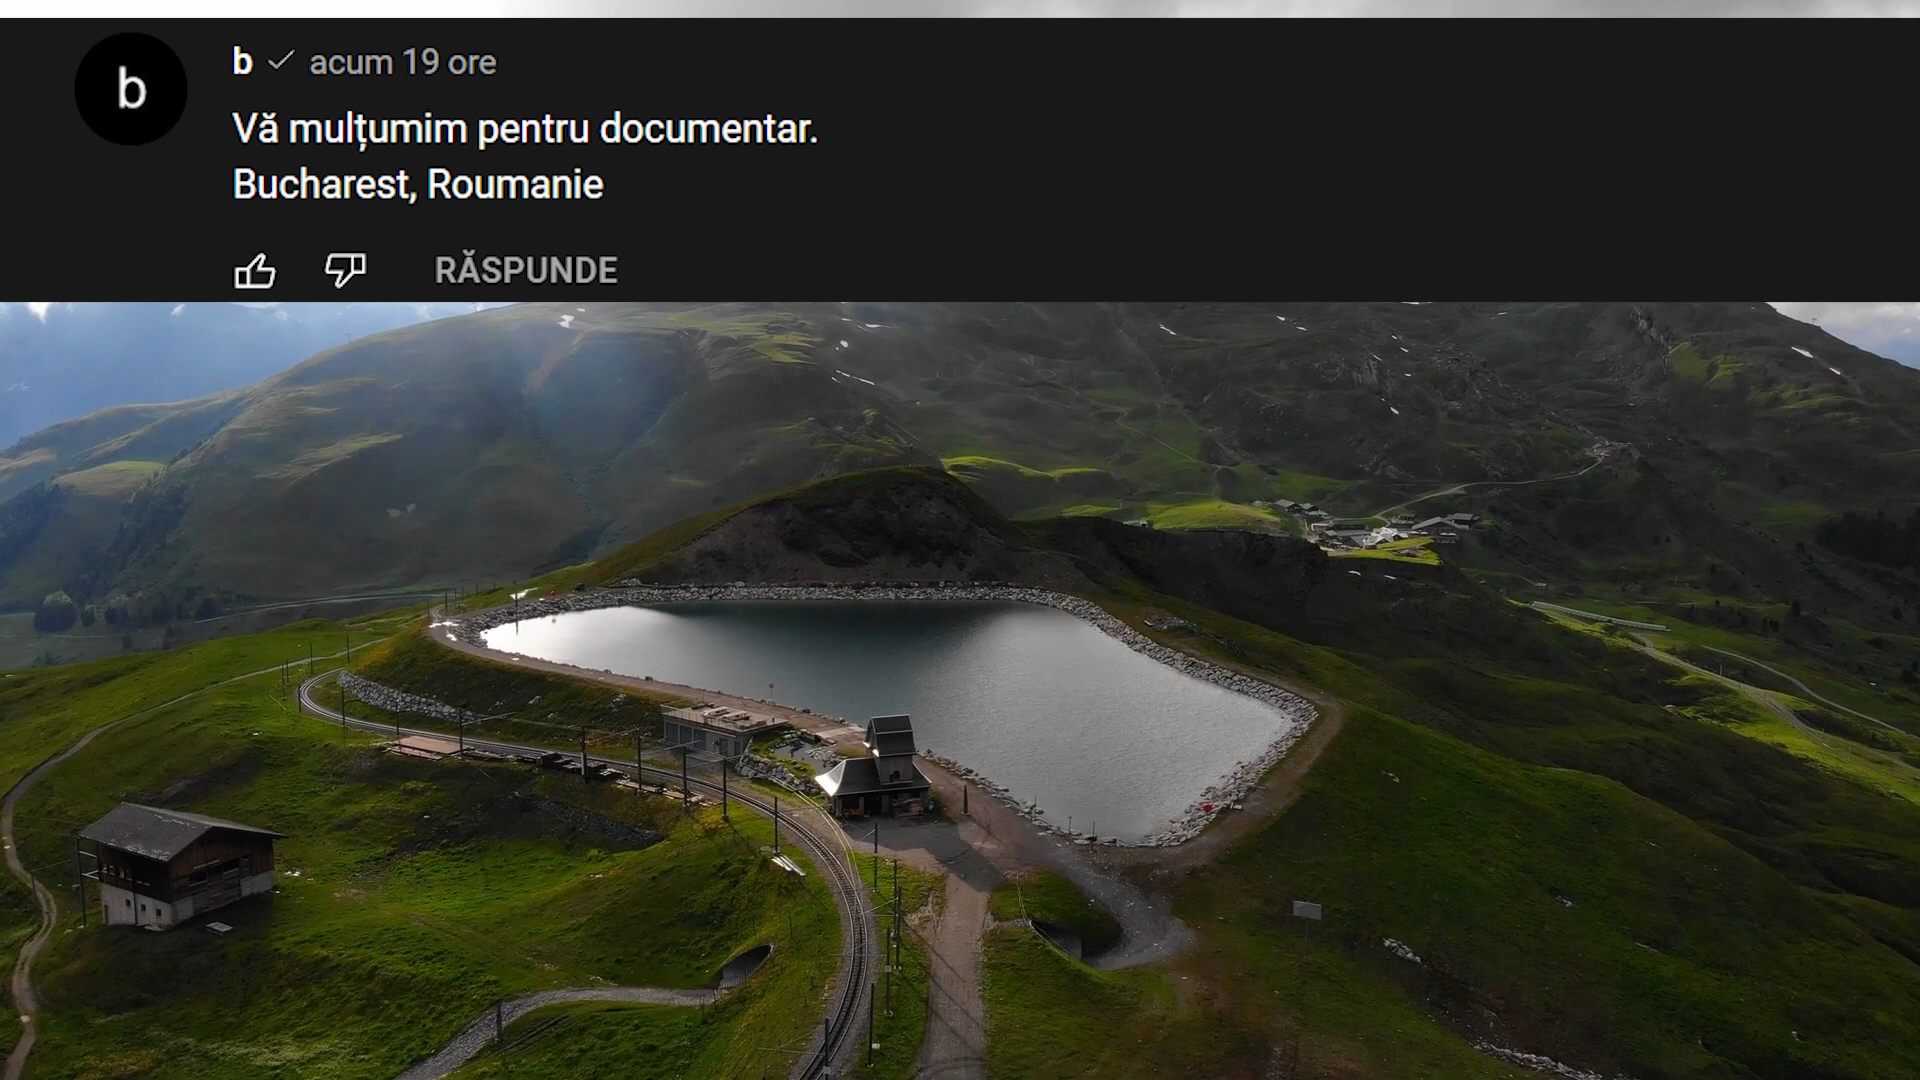 b
b acum 19 ore
Vă mulțumim pentru documentar.
Bucharest, Roumanie
RĂSPUNDE